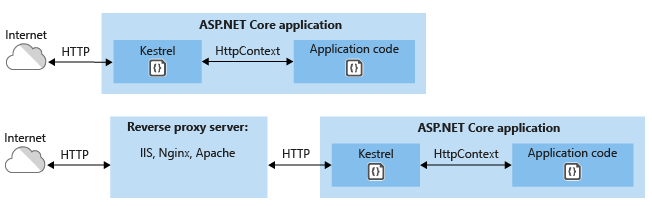 ASP.NET Core application
Internet
HTTP
Kestrel
HttpContext
Application code
{}
{}
Reverse proxy server:
ASP.NET Core application
Internet
HTTP
IIS, Nginx, Apache
HTTP
Kestrel
HttpContext
Application code
{}
{}